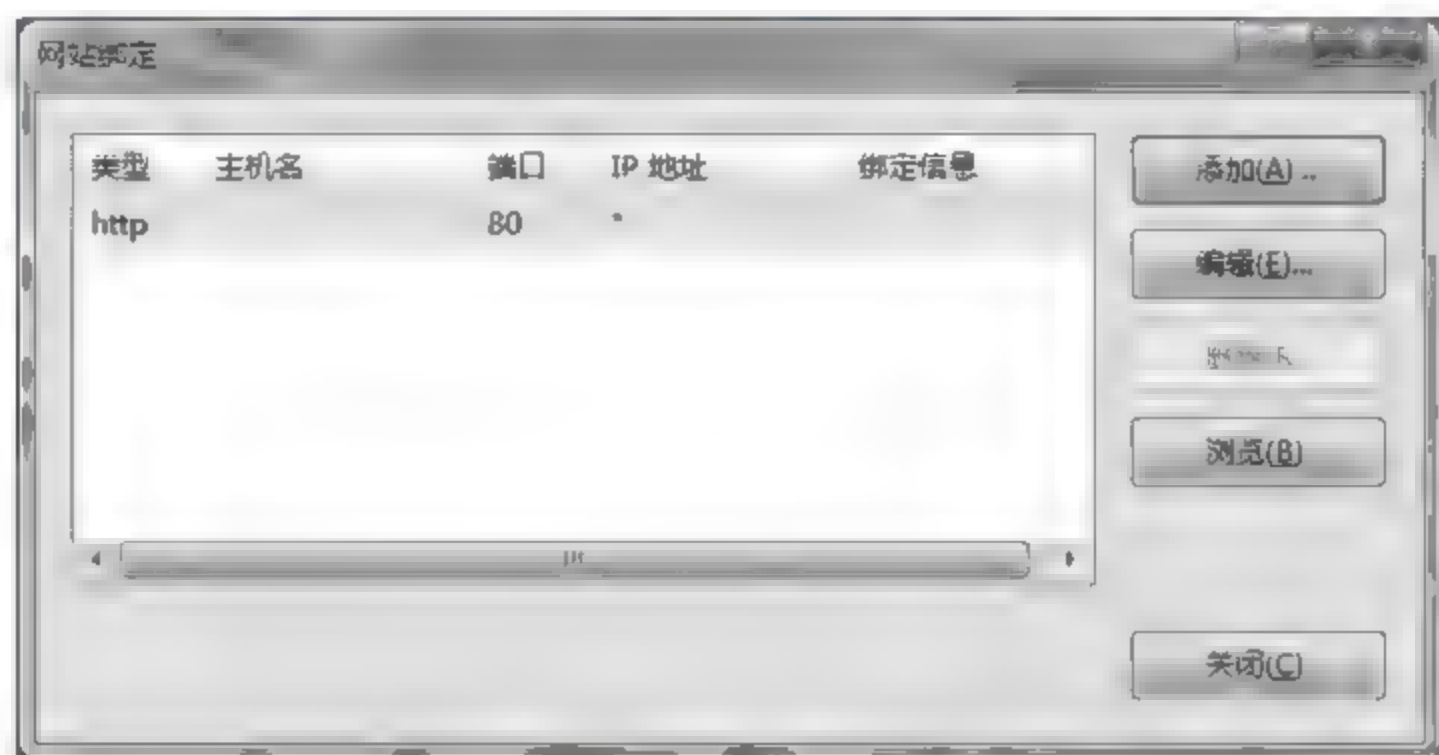 网站绑定
类型 主机名 端口 IP 地址 绑定信息
http 80 *
添加(A)...
编辑(E)...
浏览(B)
关闭(C)